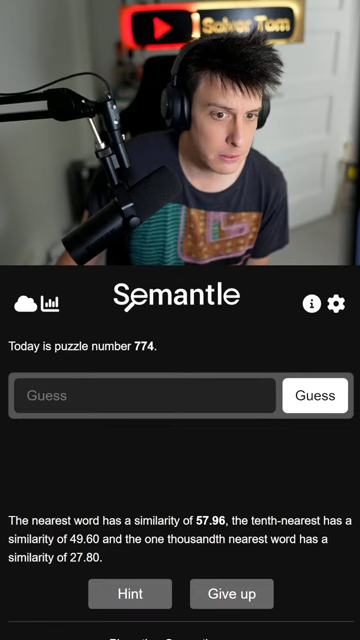 Solver Tom
Semantle
Today is puzzle number 774.
Guess
Guess
The nearest word has a similarity of 57.96, the tenth-nearest has a
similarity of 49.60 and the one thousandth nearest word has a
similarity of 27.80.
Hint
Give up